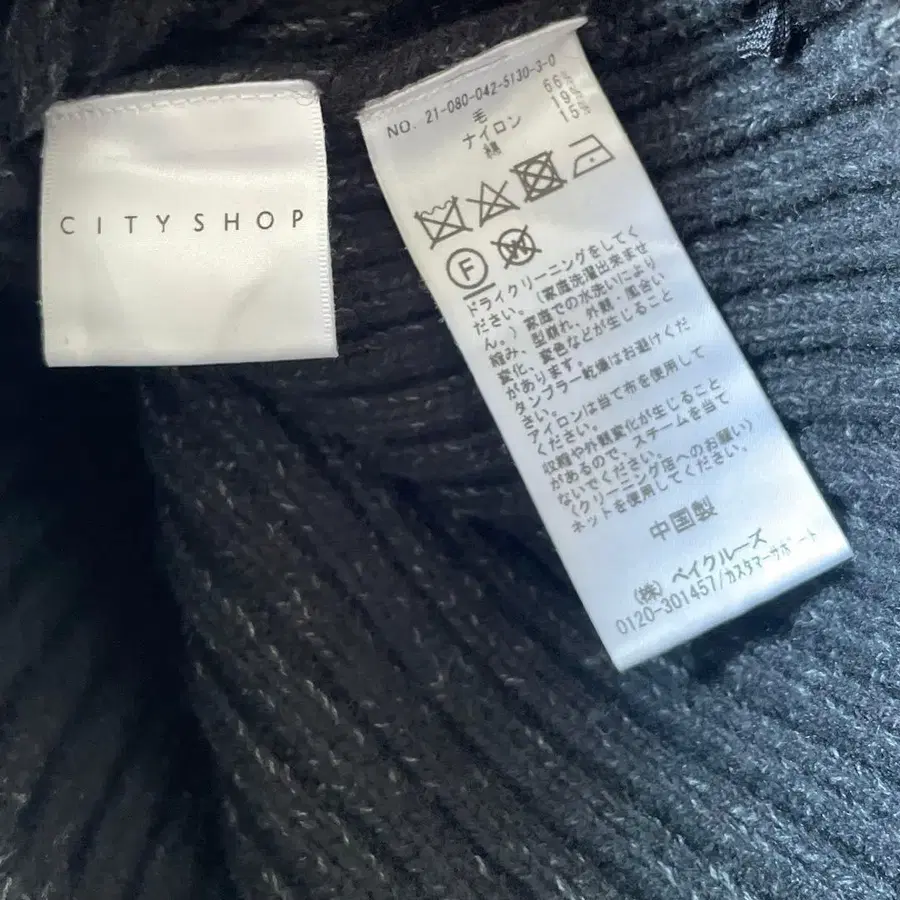 CITYSHOP
NO. 21-080-042-5130-3-0
毛 66%
ナイロン 19%
綿 15%
F
W
ドライクリーニングをしてく
ださい。(家庭洗濯出来ませ
ん。)家庭での水洗いにより
縮み、型崩れ、外観・風合い
変化、変色などが生じること
があります。
タンブラー乾燥はお避けくだ
さい。
アイロンは当て布を使用して
ください。
収縮や外観変化が生じること
があるので、スチームを当て
ないでください。
(クリーニング店へのお願い)
ネットを使用してください。
中国製
(株) ベイクルーズ
0120-301457/カスタマーサポート